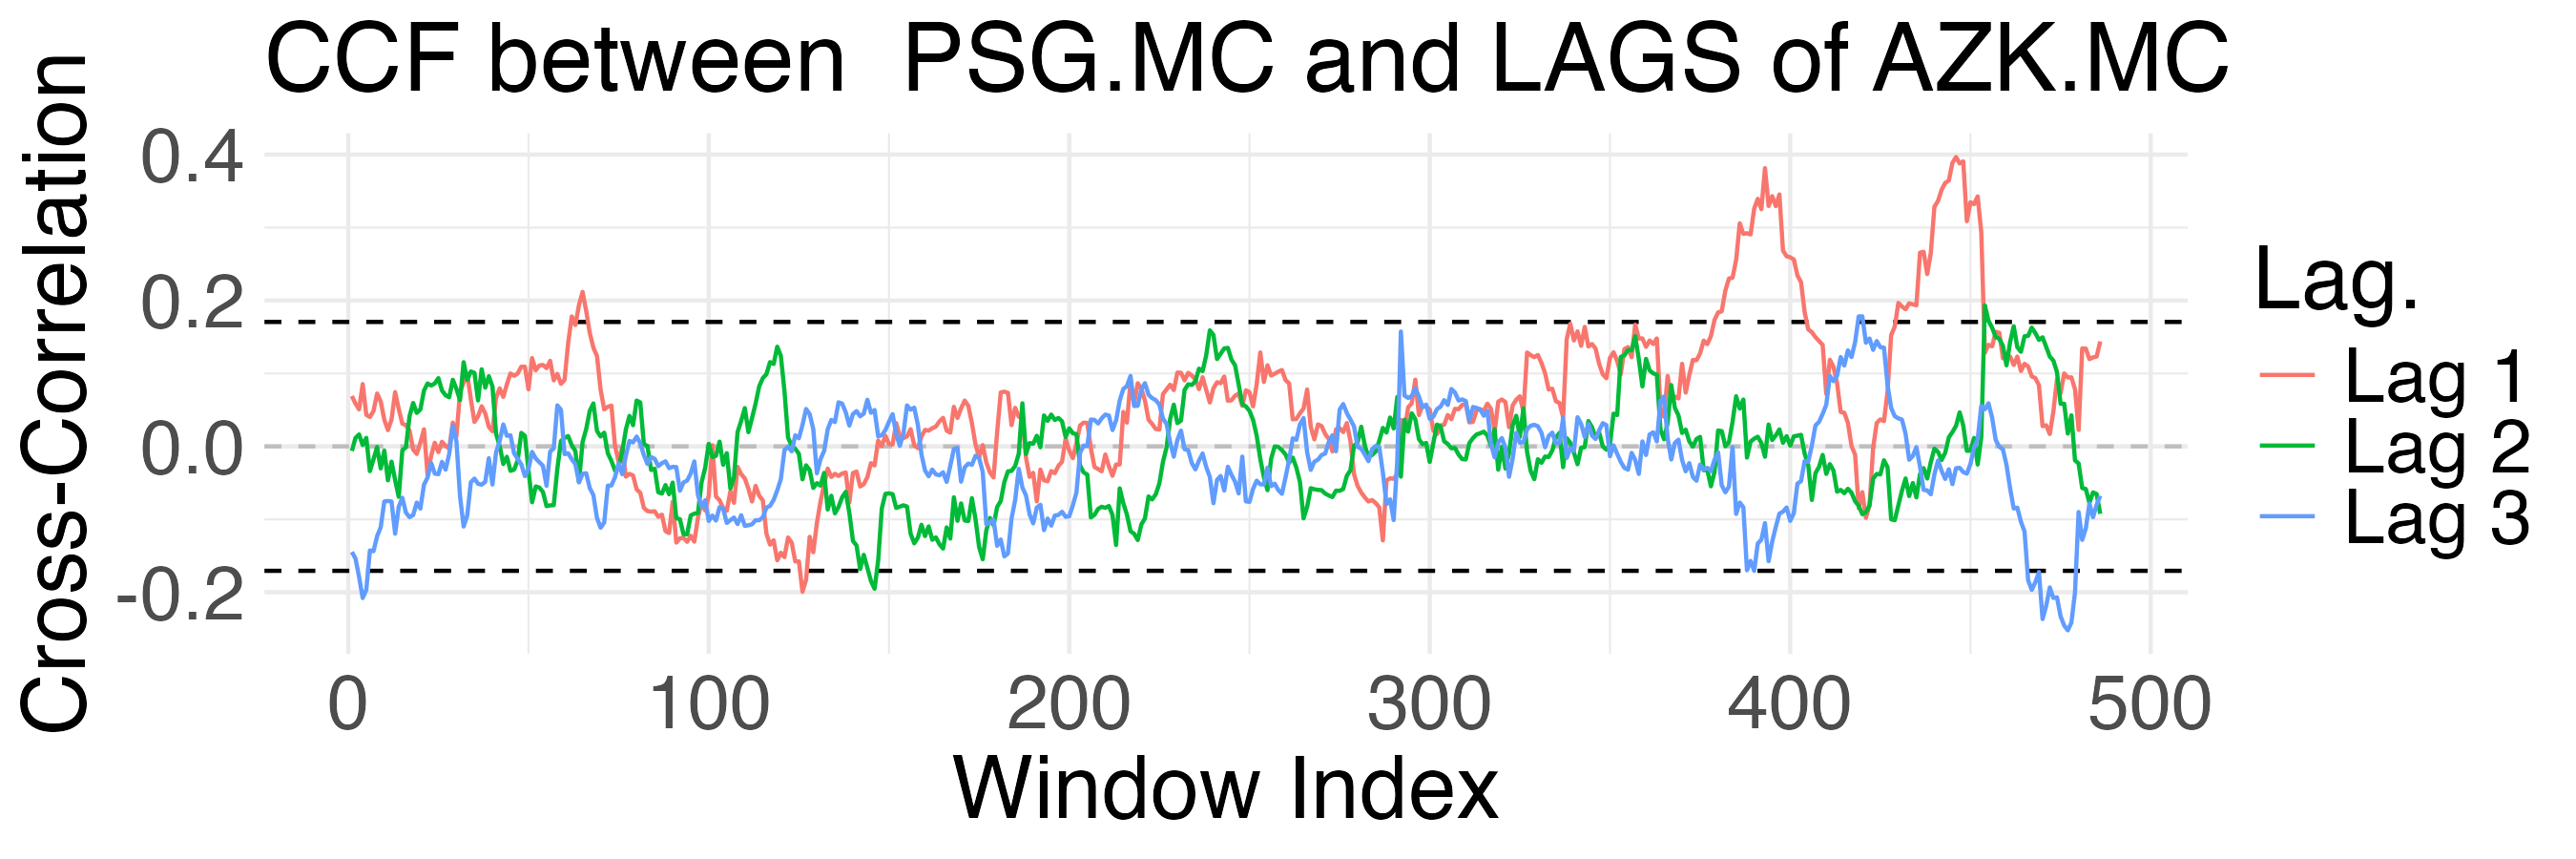 CCF between  PSG.MC and LAGS of AZK.MC
Cross-Correlation
0.4
0.2
0.0
-0.2
0 100 200 300 400 500
Window Index
Lag.
Lag 1
Lag 2
Lag 3